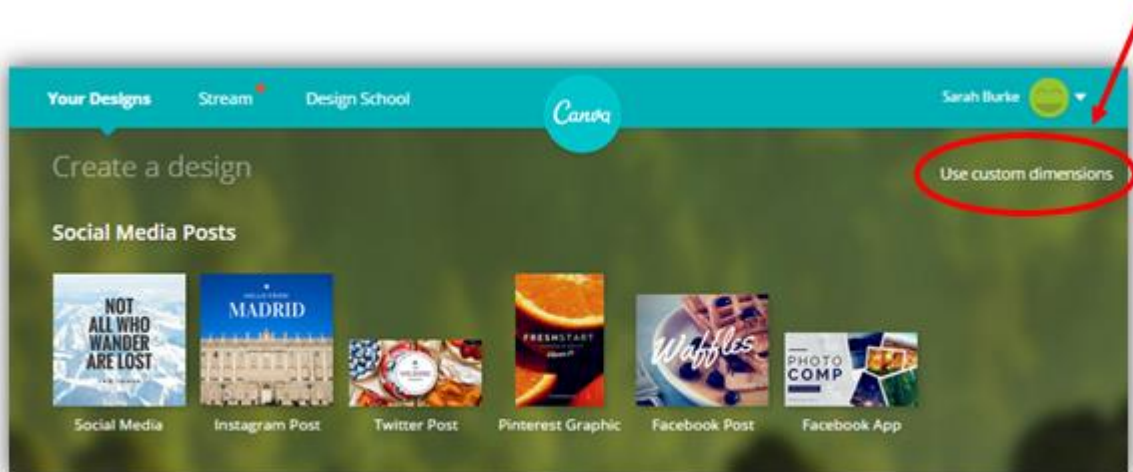 Your Designs Stream Design School Canva Sarah Burke
Create a design Use custom dimensions
Social Media Posts
NOT
ALL WHO
WANDER
ARE LOST
MADRID
FRESH START
Waffles
PHOTO
COMP
Social Media Instagram Post Twitter Post Pinterest Graphic Facebook Post Facebook App